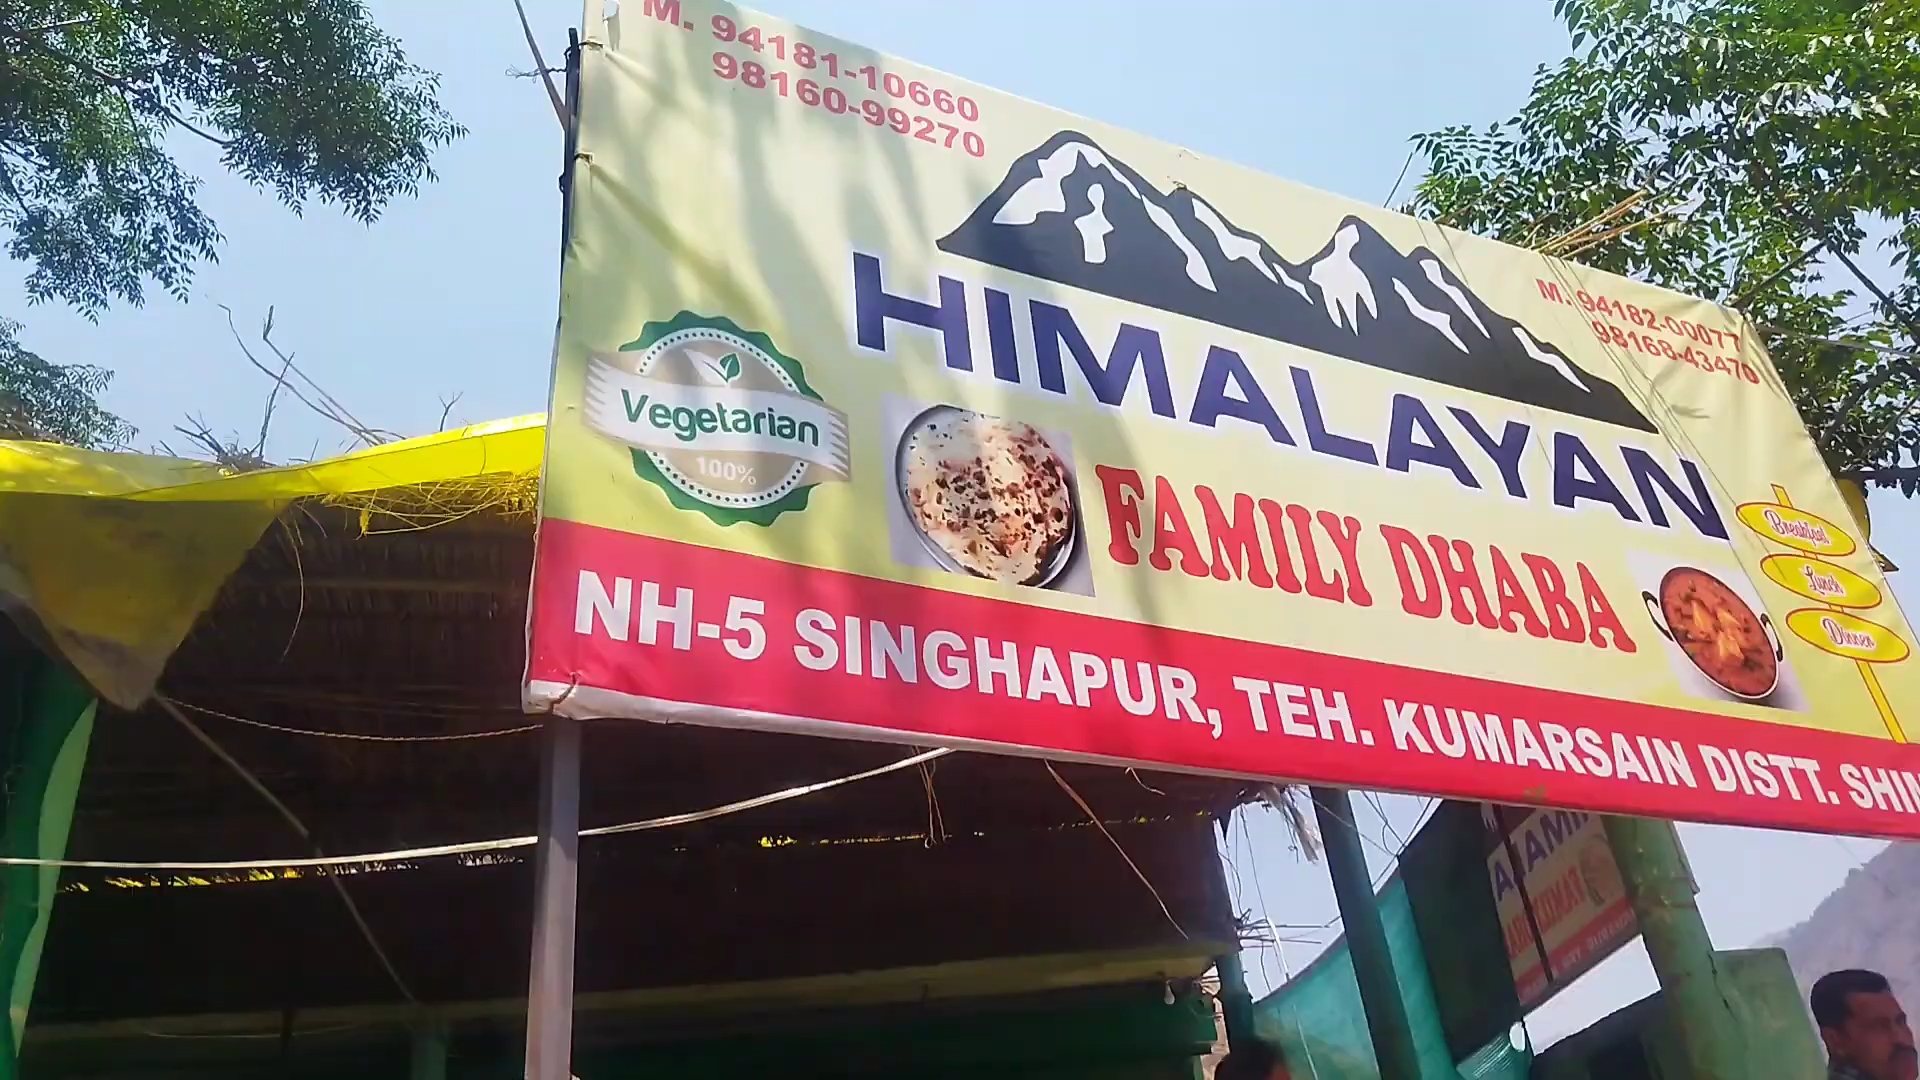 M. 94181-10660
98160-99270
M. 94182-00077
98168-43470
HIMALAYAN
Vegetarian
100%
FAMILY DHABA
Breakfast
Lunch
Dinner
NH-5 SINGHAPUR, TEH. KUMARSAIN DISTT. SHIM